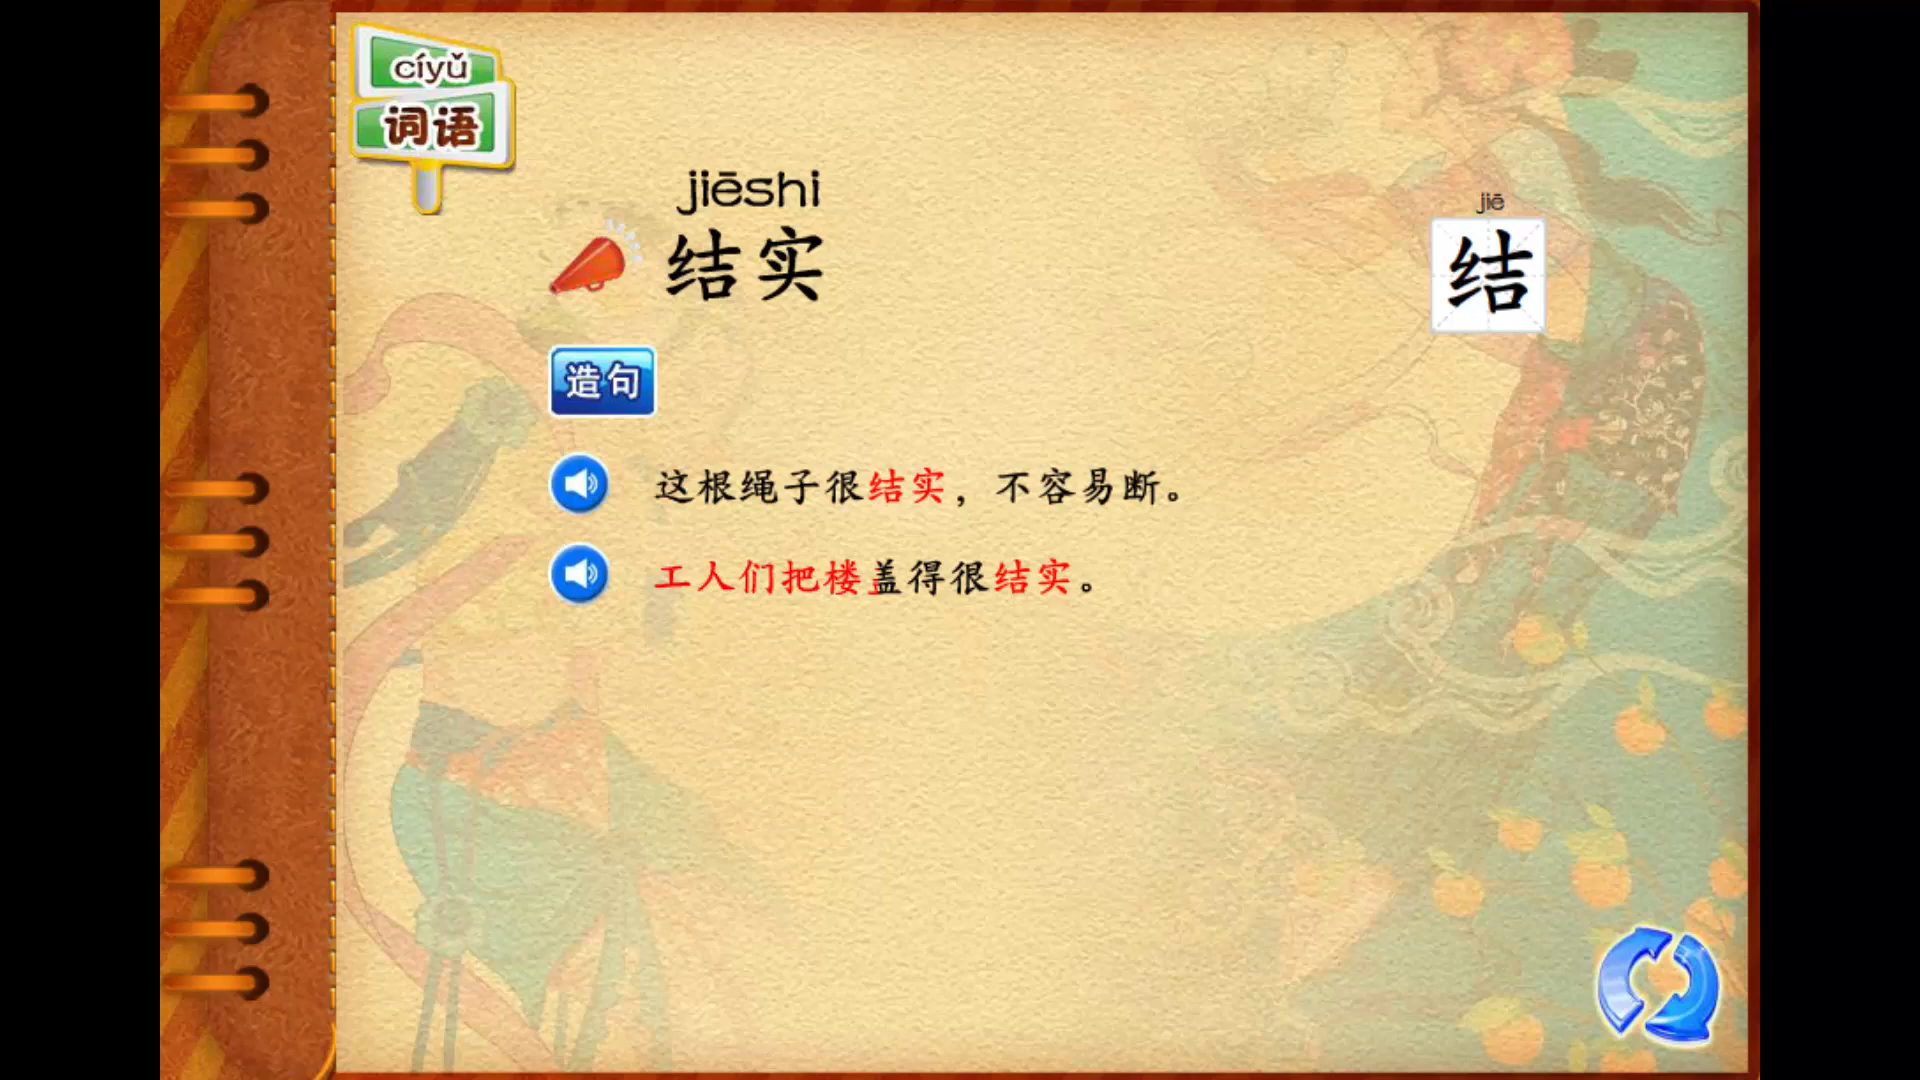 cíyǔ
词语
jiēshi
结实
jiē
结
造句
这根绳子很结实，不容易断。
工人们把楼盖得很结实。